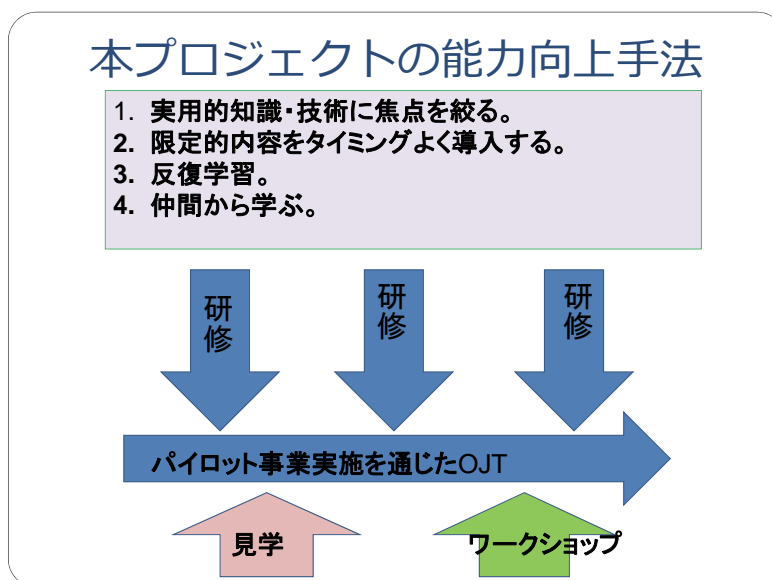 本プロジェクトの能力向上手法
1. 実用的知識・技術に焦点を絞る。
2. 限定的内容をタイミングよく導入する。
3. 反復学習。
4. 仲間から学ぶ。
研修
研修
研修
パイロット事業実施を通じたOJT
見学
ワークショップ